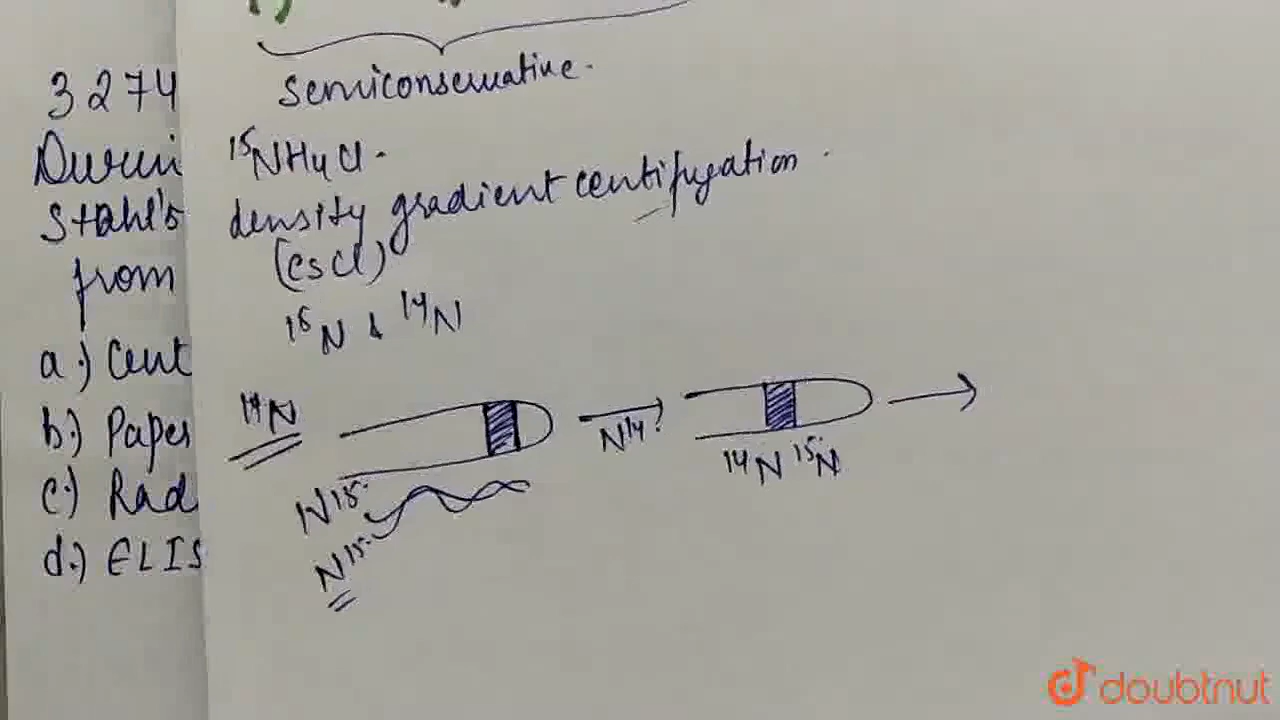 semiconservative.
3274
Durin
Stahl's
from
a.) Cent
b.) Paper
c.) Rad
d.) ELIS
¹⁵NH4Cl.
density gradient centifugation.
(CsCl)
¹⁵N & ¹⁴N
¹⁴N
N¹⁵.
N¹⁵.
N¹⁴.
¹⁴N ¹⁵N
doubtnut